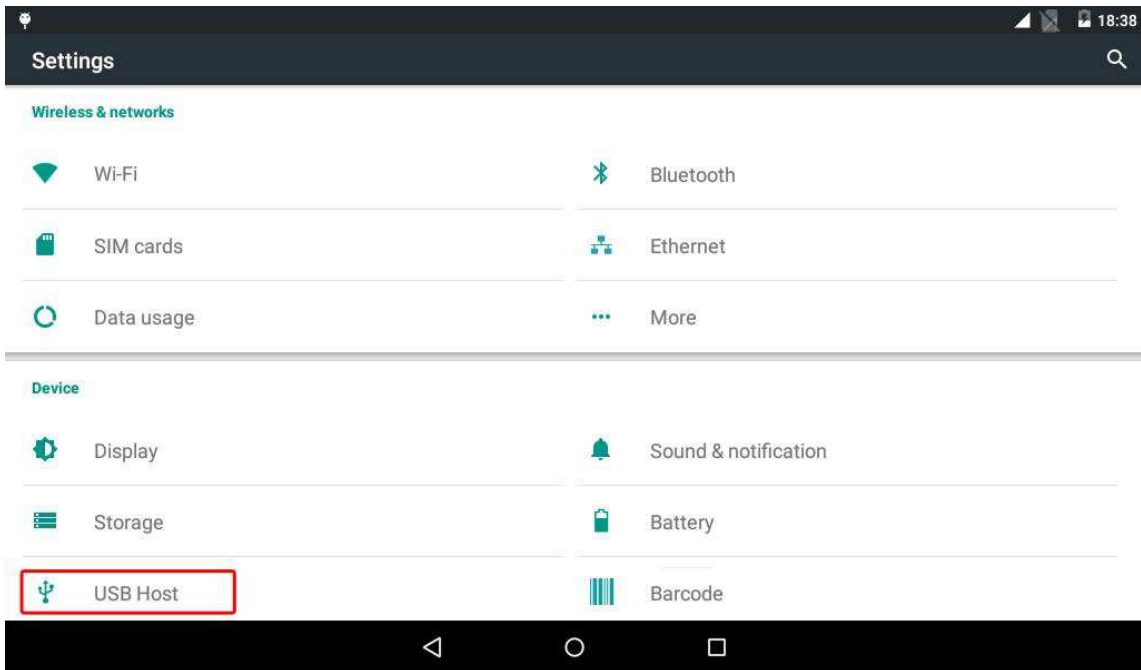 18:38
Settings
Wireless & networks
Wi-Fi
Bluetooth
SIM cards
Ethernet
Data usage
More
Device
Display
Sound & notification
Storage
Battery
USB Host
Barcode